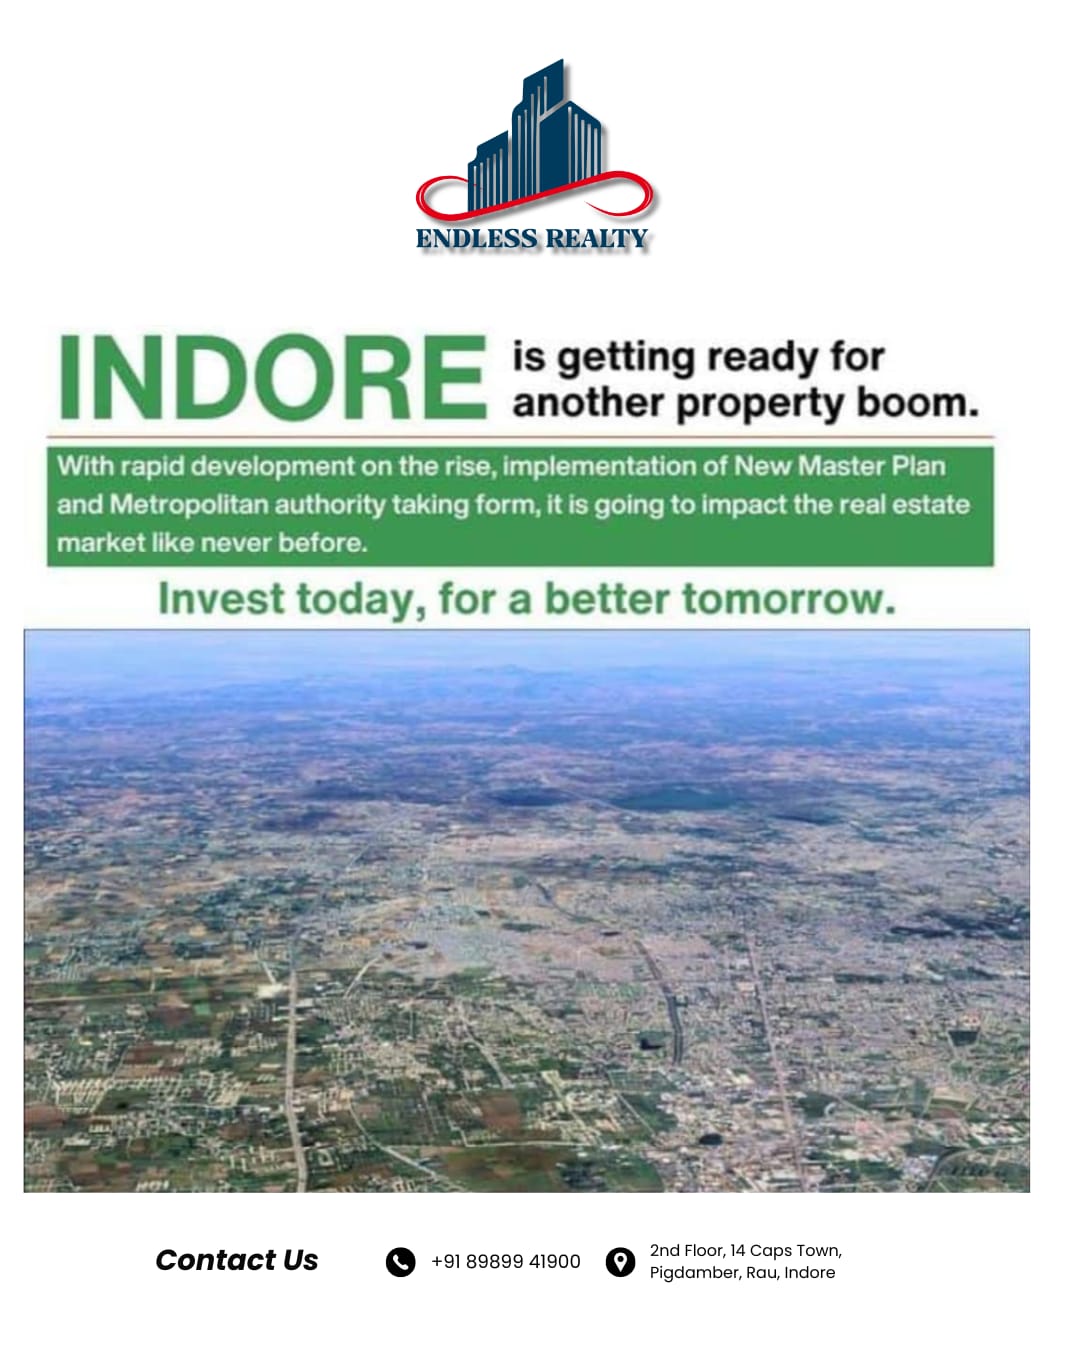 ENDLESS REALTY
INDORE is getting ready for
another property boom.
With rapid development on the rise, implementation of New Master Plan
and Metropolitan authority taking form, it is going to impact the real estate
market like never before.
Invest today, for a better tomorrow.
Contact Us
+91 89899 41900
2nd Floor, 14 Caps Town,
Pigdamber, Rau, Indore